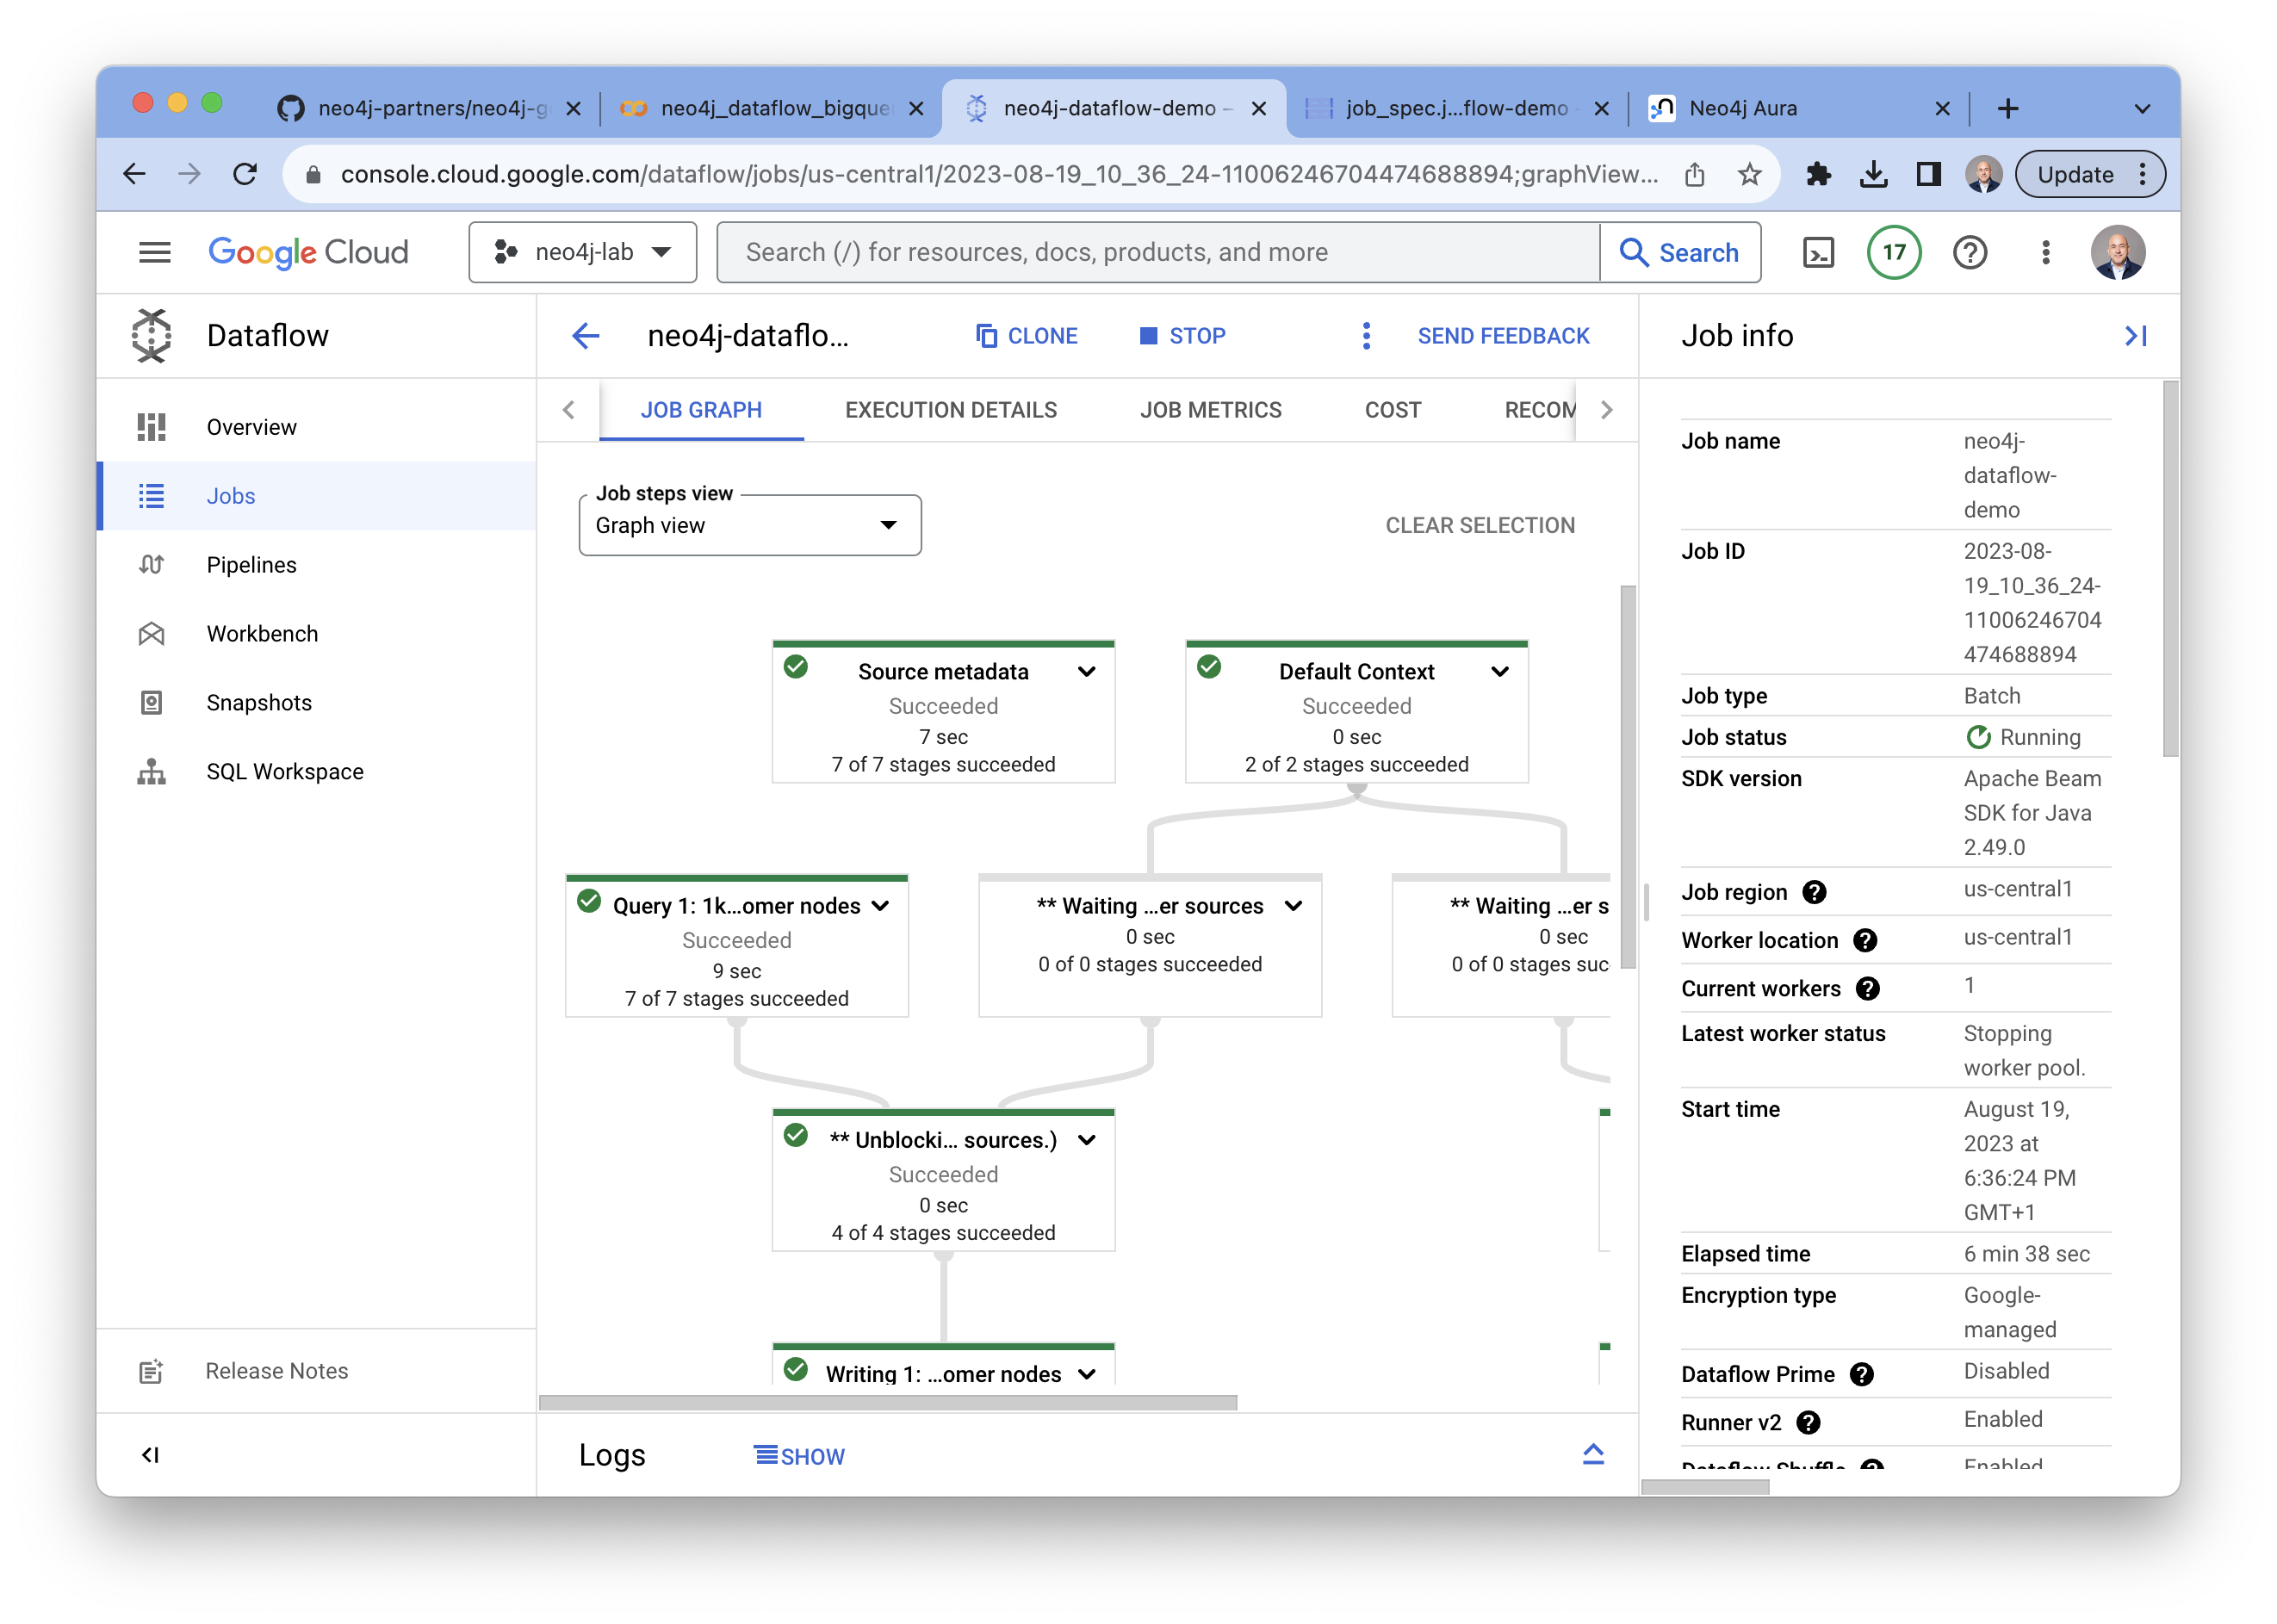 neo4j-partners/neo4j-g
neo4j_dataflow_bigque
neo4j-dataflow-demo –
job_spec.j...flow-demo
Neo4j Aura
console.cloud.google.com/dataflow/jobs/us-central1/2023-08-19_10_36_24-11006246704474688894;graphView...
Update
Google Cloud
neo4j-lab
Search (/) for resources, docs, products, and more
Search
17
Dataflow
neo4j-dataflo...
CLONE
STOP
SEND FEEDBACK
Job info
Overview
Jobs
Pipelines
Workbench
Snapshots
SQL Workspace
Release Notes
JOB GRAPH
EXECUTION DETAILS
JOB METRICS
COST
RECOM
Job steps view
Graph view
CLEAR SELECTION
Source metadata
Succeeded
7 sec
7 of 7 stages succeeded
Default Context
Succeeded
0 sec
2 of 2 stages succeeded
Query 1: 1k...omer nodes
Succeeded
9 sec
7 of 7 stages succeeded
** Waiting ...er sources
0 sec
0 of 0 stages succeeded
** Waiting ...er s
0 sec
0 of 0 stages suc
** Unblocki... sources.)
Succeeded
0 sec
4 of 4 stages succeeded
Writing 1: ...omer nodes
Logs
SHOW
Job name
neo4j-
dataflow-
demo
Job ID
2023-08-
19_10_36_24-
11006246704
474688894
Job type
Batch
Job status
Running
SDK version
Apache Beam
SDK for Java
2.49.0
Job region
us-central1
Worker location
us-central1
Current workers
1
Latest worker status
Stopping
worker pool.
Start time
August 19,
2023 at
6:36:24 PM
GMT+1
Elapsed time
6 min 38 sec
Encryption type
Google-
managed
Dataflow Prime
Disabled
Runner v2
Enabled
Dataflow Shuffle
Enabled